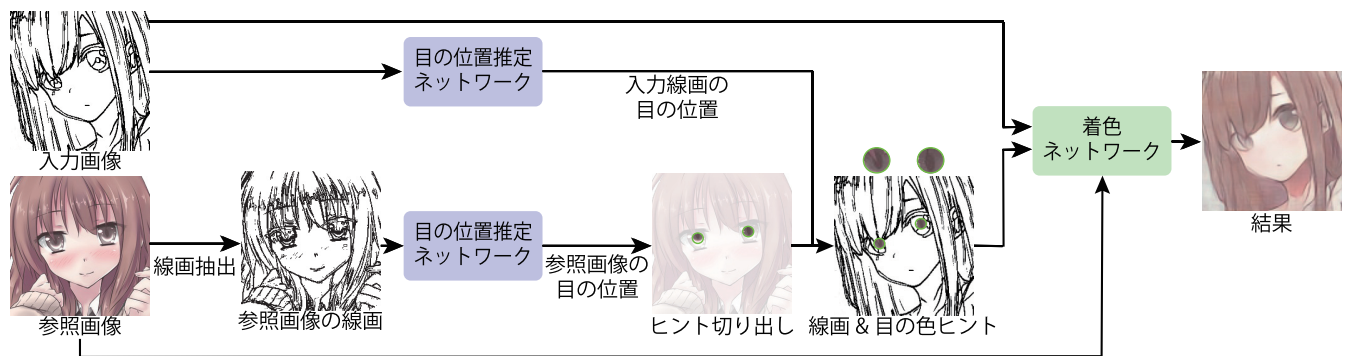 目の位置推定
ネットワーク
入力線画の
目の位置
入力画像
着色
ネットワーク
結果
線画抽出
参照画像
参照画像の線画
目の位置推定
ネットワーク
参照画像の
目の位置
ヒント切り出し
線画 & 目の色ヒント